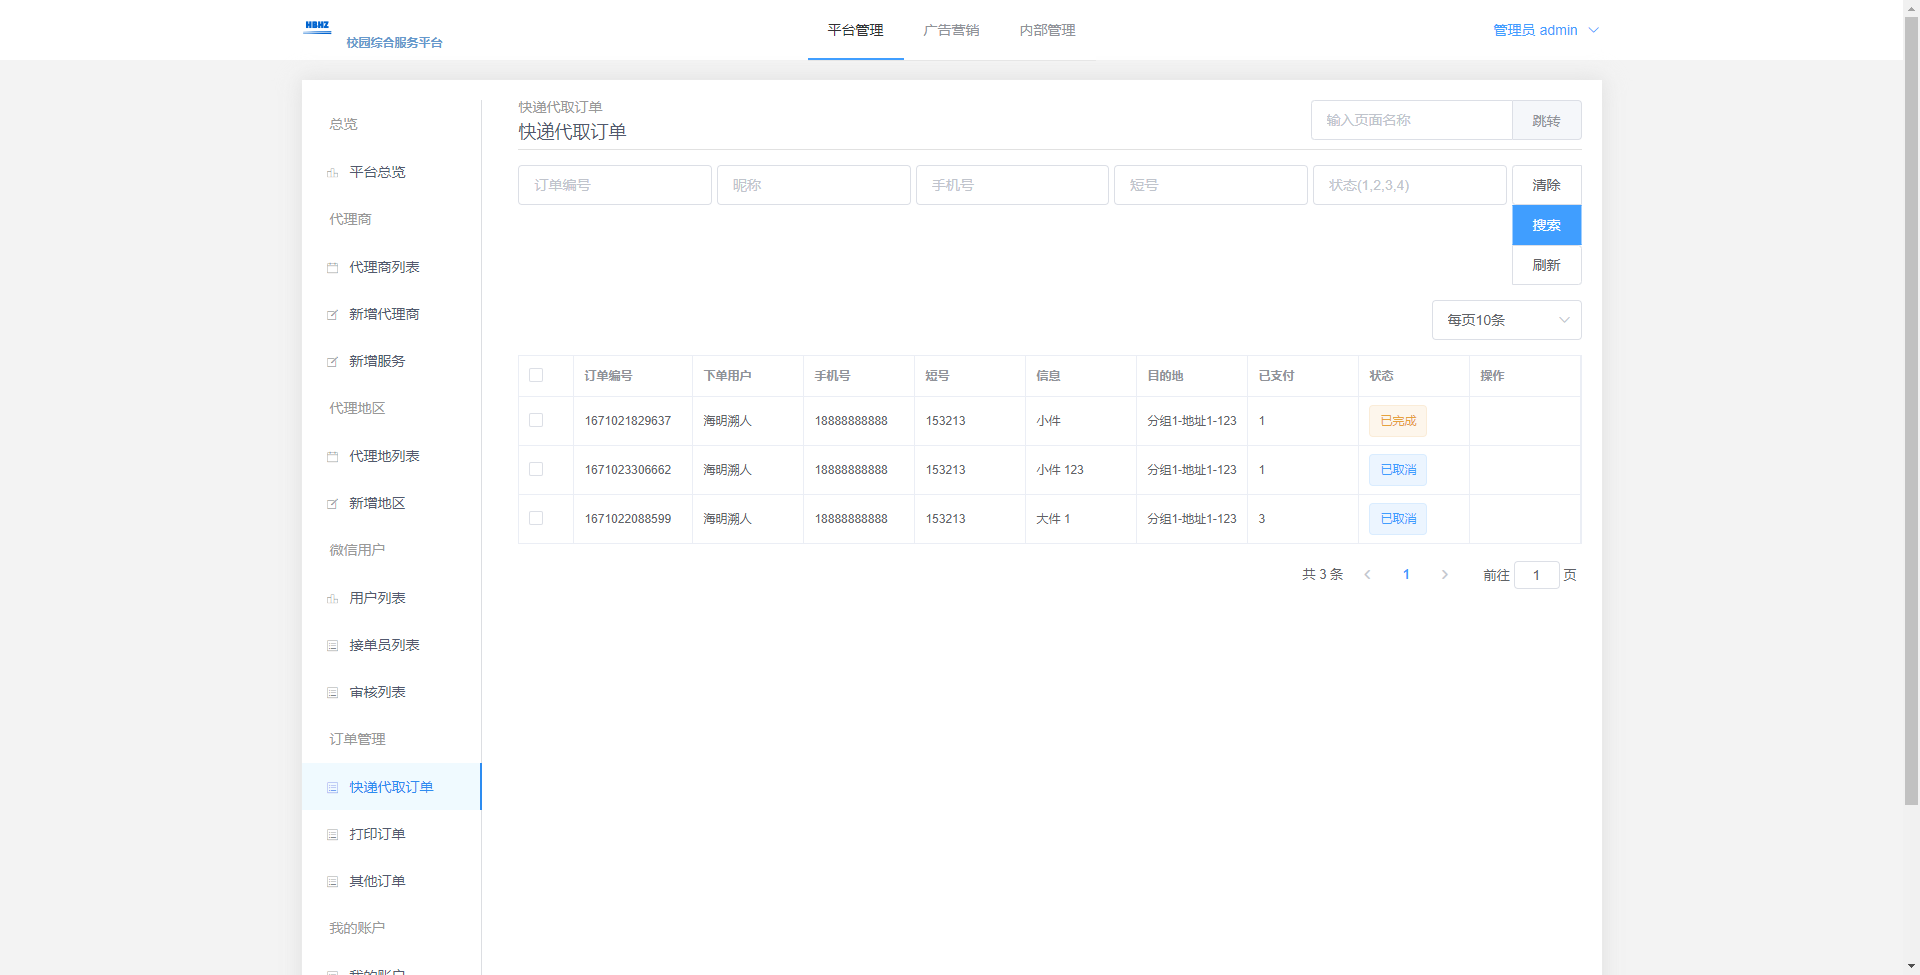 HBHZ
校园综合服务平台
平台管理
广告营销
内部管理
管理员 admin
总览
平台总览
代理商
代理商列表
新增代理商
新增服务
代理地区
代理地列表
新增地区
微信用户
用户列表
接单员列表
审核列表
订单管理
快递代取订单
打印订单
其他订单
我的账户
我的账户
快递代取订单
快递代取订单
输入页面名称
跳转
订单编号
昵称
手机号
短号
状态(1,2,3,4)
清除
搜索
刷新
每页10条
订单编号 下单用户 手机号 短号 信息 目的地 已支付 状态 操作
1671021829637 海明溯人 18888888888 153213 小件 分组1-地址1-123 1 已完成
1671023306662 海明溯人 18888888888 153213 小件 123 分组1-地址1-123 1 已取消
1671022088599 海明溯人 18888888888 153213 大件 1 分组1-地址1-123 3 已取消
共 3 条 1 前往 1 页